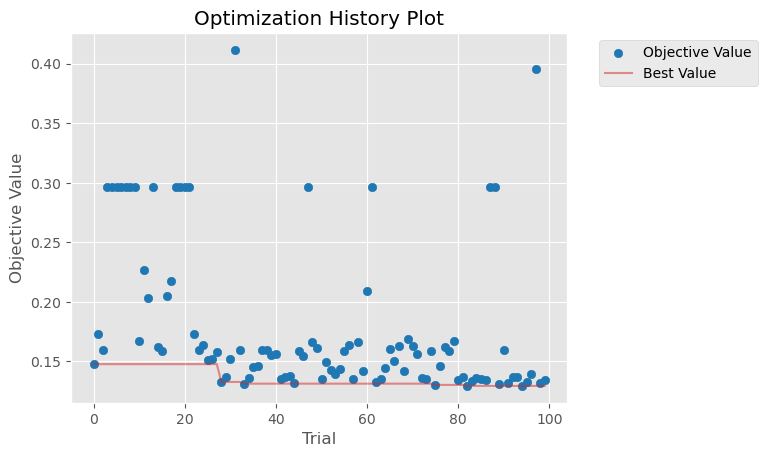 Optimization History Plot
Objective Value
Best Value
0.40
0.35
0.30
0.25
0.20
0.15
Objective Value
0
20
40
60
80
100
Trial